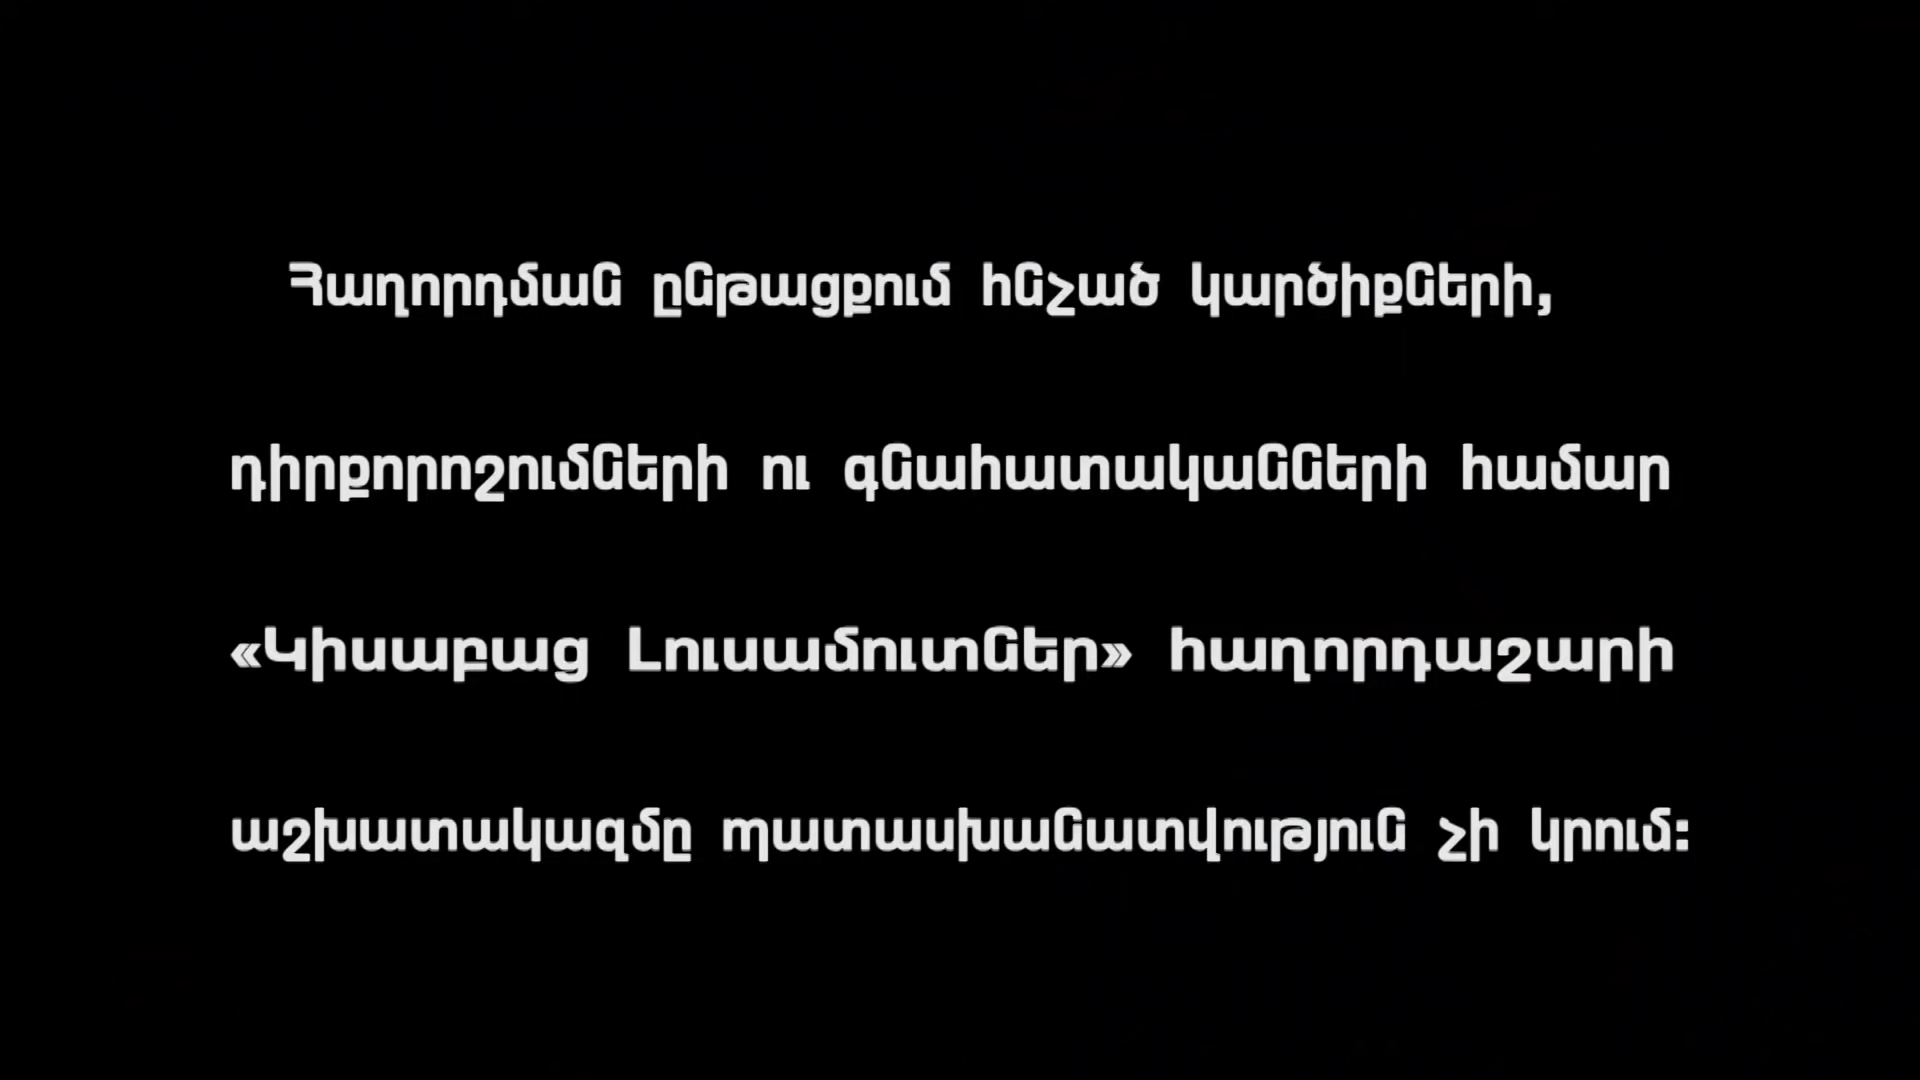 Հաղորդման ընթացքում հնչած կարծիքների,
դիրքորոշումների ու գնահատականների համար
«Կիսաբաց Լուսամուտներ» հաղորդաշարի
աշխատակազմը պատասխանատվություն չի կրում: